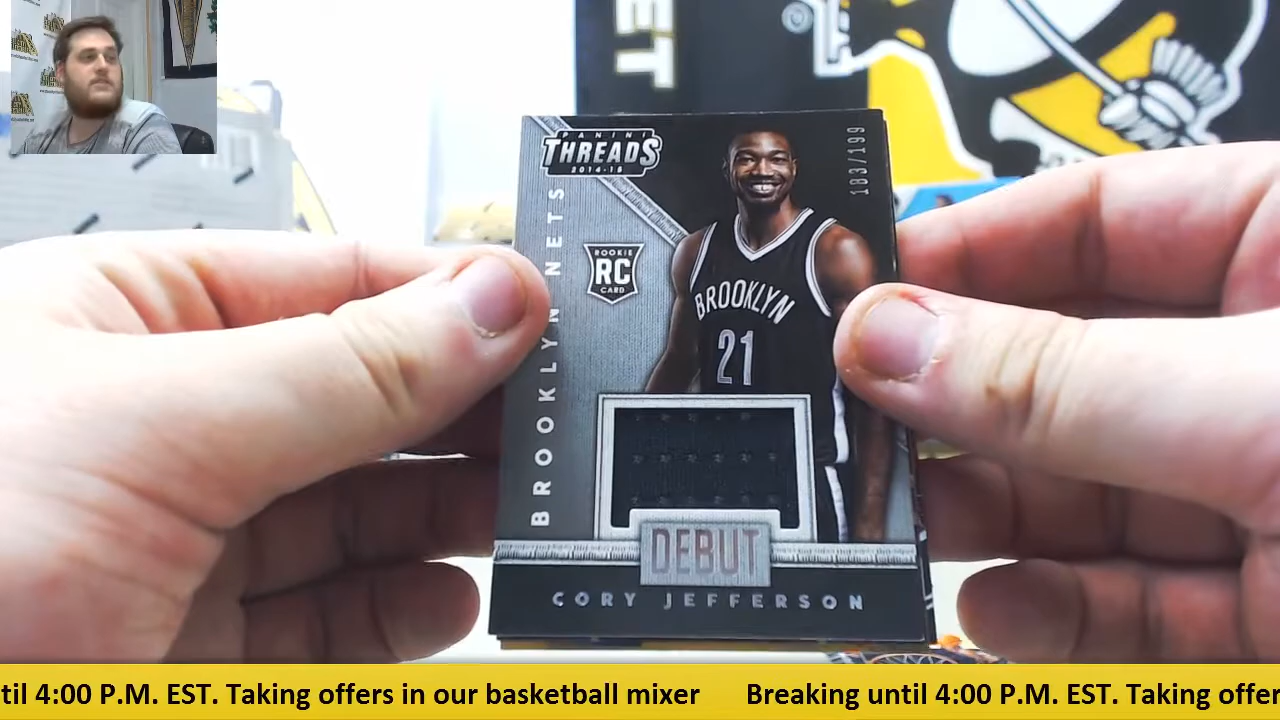 ET
PANINI
THREADS
2014-15
183/199
BROOKLYN NETS
ROOKIE
RC
CARD
BROOKLYN
21
DEBUT
CORY JEFFERSON
til 4:00 P.M. EST. Taking offers in our basketball mixer Breaking until 4:00 P.M. EST. Taking offer